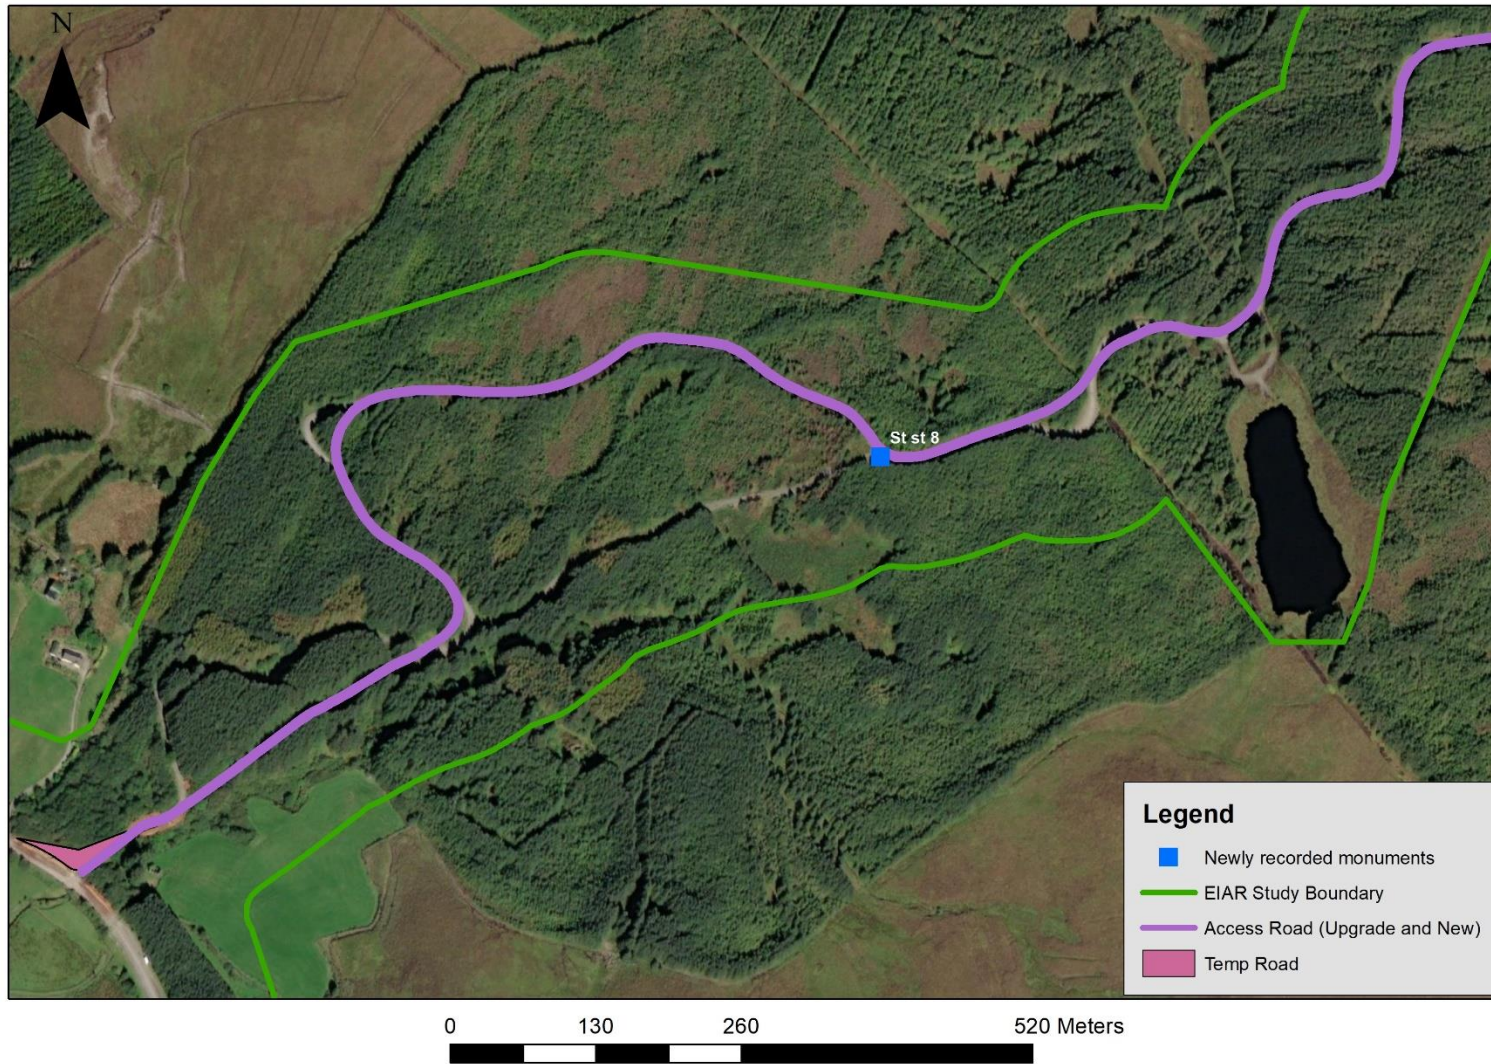 N
St st 8
Legend
Newly recorded monuments
EIAR Study Boundary
Access Road (Upgrade and New)
Temp Road
0 130 260 520 Meters